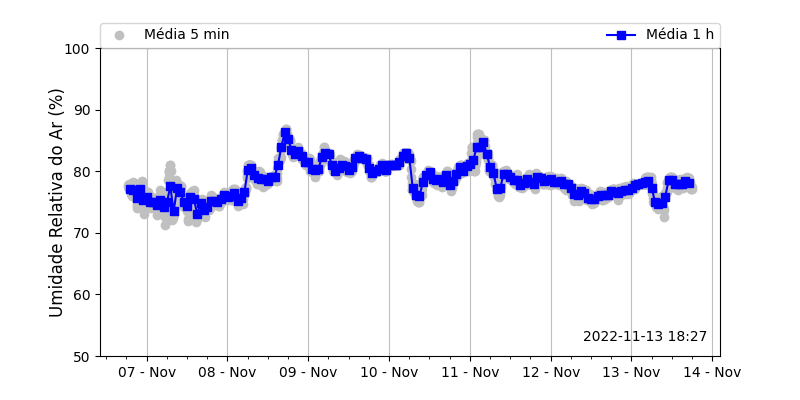 Média 5 min
Média 1 h
Umidade Relativa do Ar (%)
100
90
80
70
60
50
2022-11-13 18:27
07 - Nov
08 - Nov
09 - Nov
10 - Nov
11 - Nov
12 - Nov
13 - Nov
14 - Nov